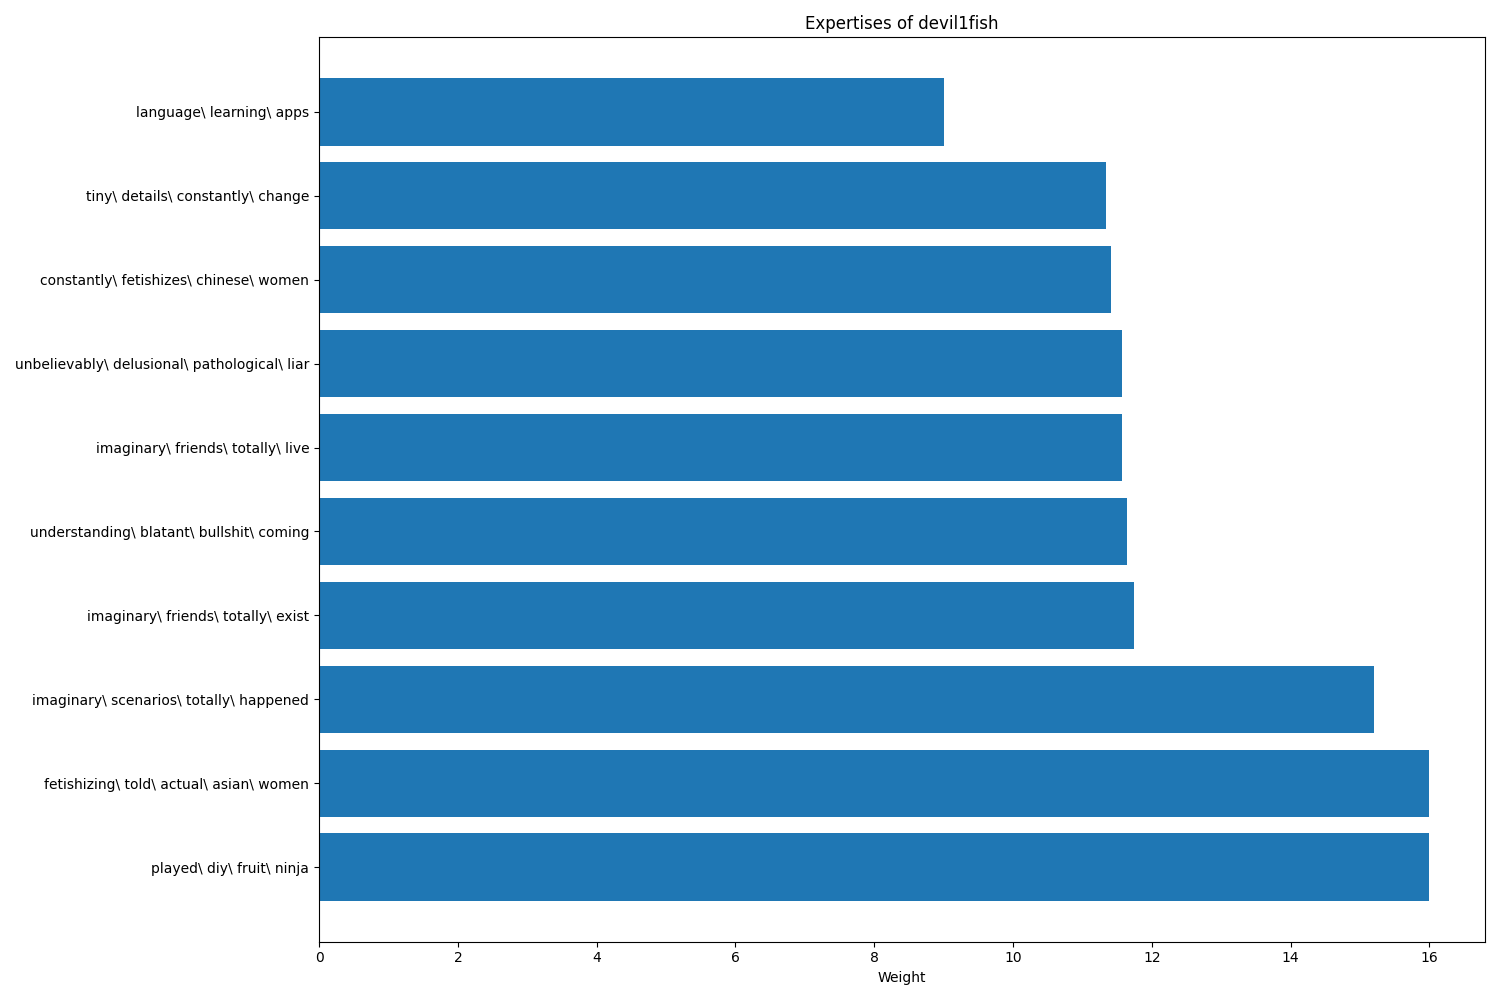 Expertises of devil1fish
language\ learning\ apps
tiny\ details\ constantly\ change
constantly\ fetishizes\ chinese\ women
unbelievably\ delusional\ pathological\ liar
imaginary\ friends\ totally\ live
understanding\ blatant\ bullshit\ coming
imaginary\ friends\ totally\ exist
imaginary\ scenarios\ totally\ happened
fetishizing\ told\ actual\ asian\ women
played\ diy\ fruit\ ninja
0 2 4 6 8 10 12 14 16
Weight